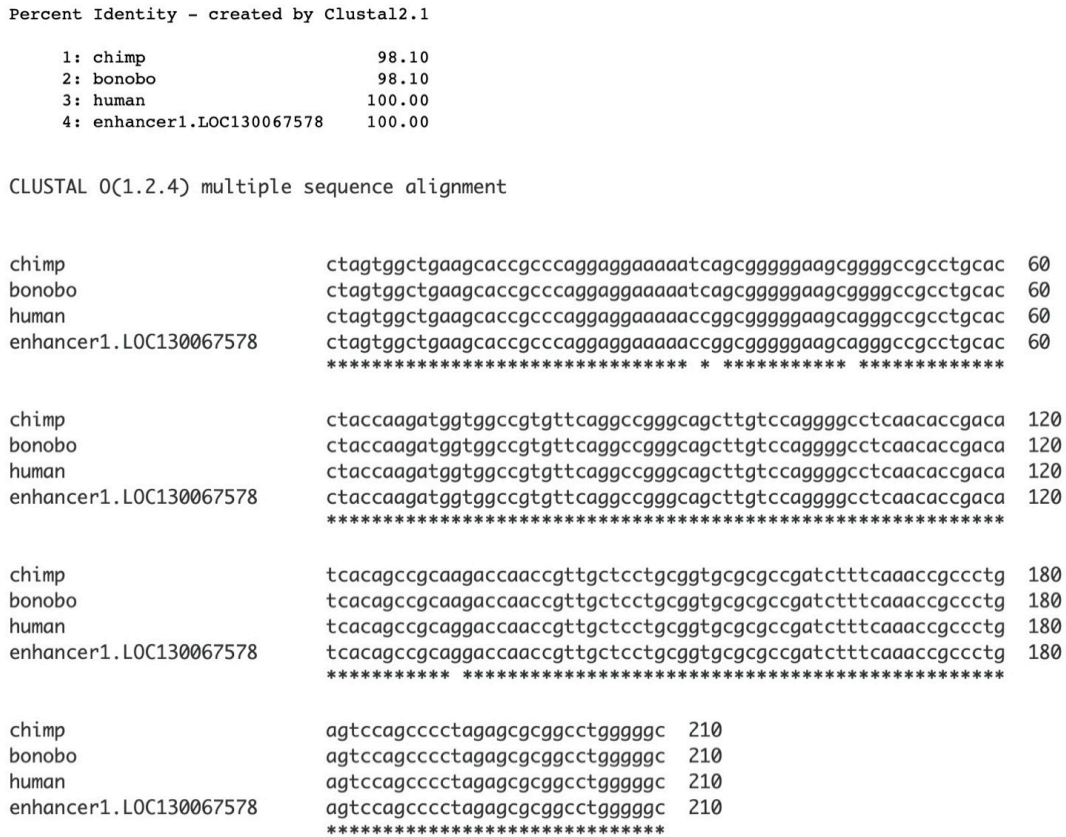 Percent Identity - created by Clustal2.1
1: chimp 98.10
2: bonobo 98.10
3: human 100.00
4: enhancer1.LOC130067578 100.00
CLUSTAL O(1.2.4) multiple sequence alignment
chimp ctagtggctgaagcaccgcccaggaggaaaaatcagcgggggaagcggggccgcctgcac 60
bonobo ctagtggctgaagcaccgcccaggaggaaaaatcagcgggggaagcggggccgcctgcac 60
human ctagtggctgaagcaccgcccaggaggaaaaaccggcgggggaagcagggccgcctgcac 60
enhancer1.LOC130067578 ctagtggctgaagcaccgcccaggaggaaaaaccggcgggggaagcagggccgcctgcac 60
******************************** * *********** *************
chimp ctaccaagatggtggccgtgttcaggccgggcagcttgtccaggggcctcaacaccgaca 120
bonobo ctaccaagatggtggccgtgttcaggccgggcagcttgtccaggggcctcaacaccgaca 120
human ctaccaagatggtggccgtgttcaggccgggcagcttgtccaggggcctcaacaccgaca 120
enhancer1.LOC130067578 ctaccaagatggtggccgtgttcaggccgggcagcttgtccaggggcctcaacaccgaca 120
************************************************************
chimp tcacagccgcaagaccaaccgttgctcctgcggtgcgcgccgatctttcaaaccgccctg 180
bonobo tcacagccgcaagaccaaccgttgctcctgcggtgcgcgccgatctttcaaaccgccctg 180
human tcacagccgcaggaccaaccgttgctcctgcggtgcgcgccgatctttcaaaccgccctg 180
enhancer1.LOC130067578 tcacagccgcaggaccaaccgttgctcctgcggtgcgcgccgatctttcaaaccgccctg 180
*********** ************************************************
chimp agtccagcccctagagcgcggcctgggggc 210
bonobo agtccagcccctagagcgcggcctgggggc 210
human agtccagcccctagagcgcggcctgggggc 210
enhancer1.LOC130067578 agtccagcccctagagcgcggcctgggggc 210
******************************